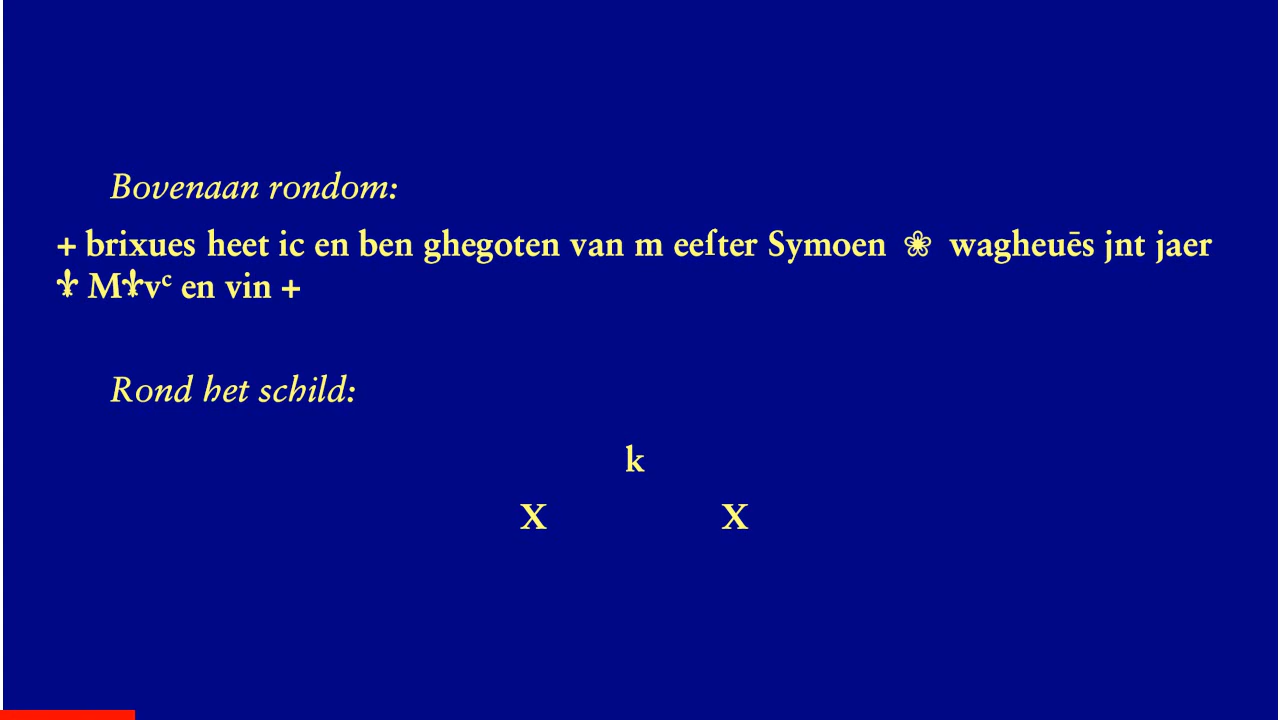 Bovenaan rondom:
+ brixues heet ic en ben ghegoten van m eeſter Symoen ❀ wagheuēs jnt jaer
⚜ M⚜vᶜ en vin +
Rond het schild:
k
X X